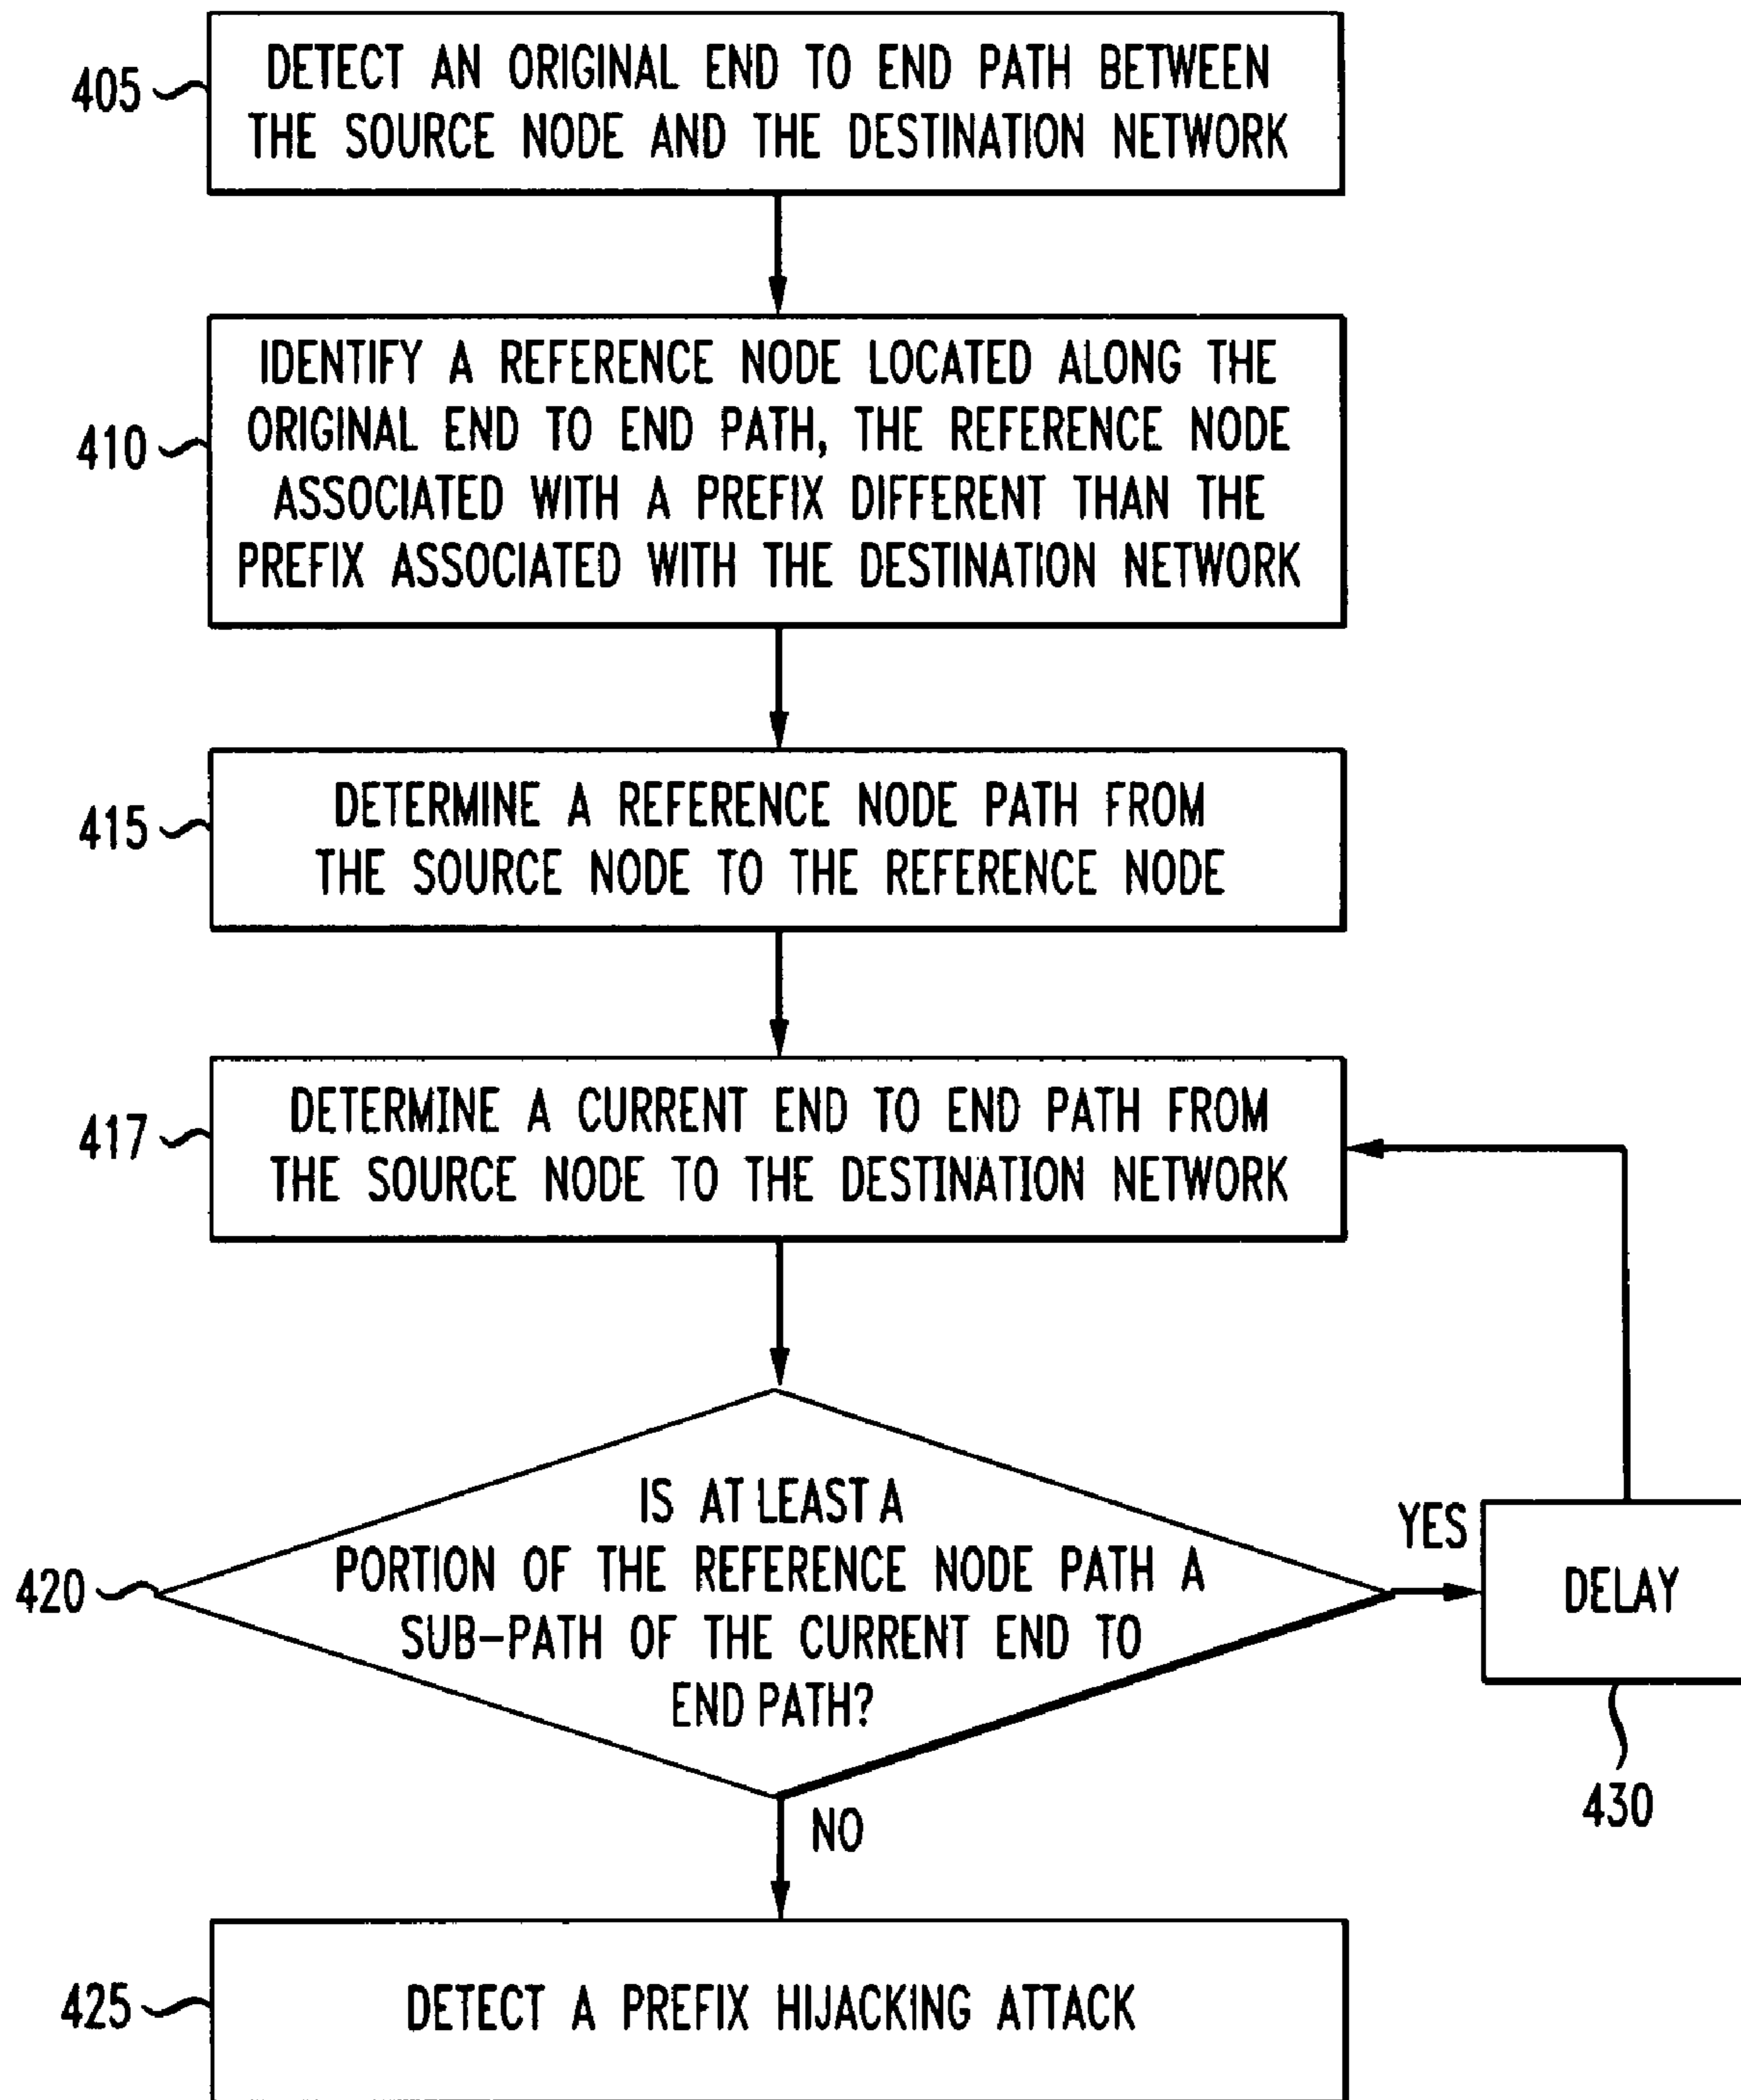 405
DETECT AN ORIGINAL END TO END PATH BETWEEN
THE SOURCE NODE AND THE DESTINATION NETWORK
410
IDENTIFY A REFERENCE NODE LOCATED ALONG THE
ORIGINAL END TO END PATH, THE REFERENCE NODE
ASSOCIATED WITH A PREFIX DIFFERENT THAN THE
PREFIX ASSOCIATED WITH THE DESTINATION NETWORK
415
DETERMINE A REFERENCE NODE PATH FROM
THE SOURCE NODE TO THE REFERENCE NODE
417
DETERMINE A CURRENT END TO END PATH FROM
THE SOURCE NODE TO THE DESTINATION NETWORK
420
IS AT LEAST A
PORTION OF THE REFERENCE NODE PATH A
SUB-PATH OF THE CURRENT END TO
END PATH?
YES
DELAY
430
NO
425
DETECT A PREFIX HIJACKING ATTACK